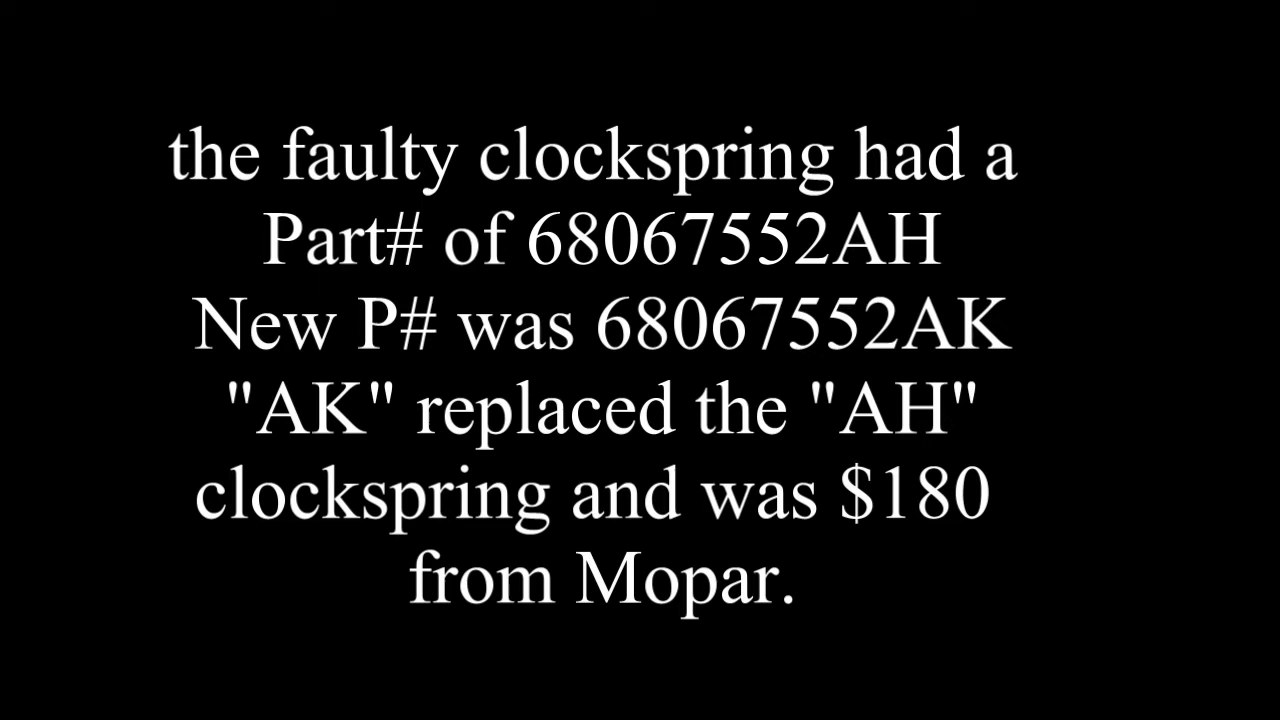 the faulty clockspring had a
Part# of 68067552AH
New P# was 68067552AK
"AK" replaced the "AH"
clockspring and was $180
from Mopar.